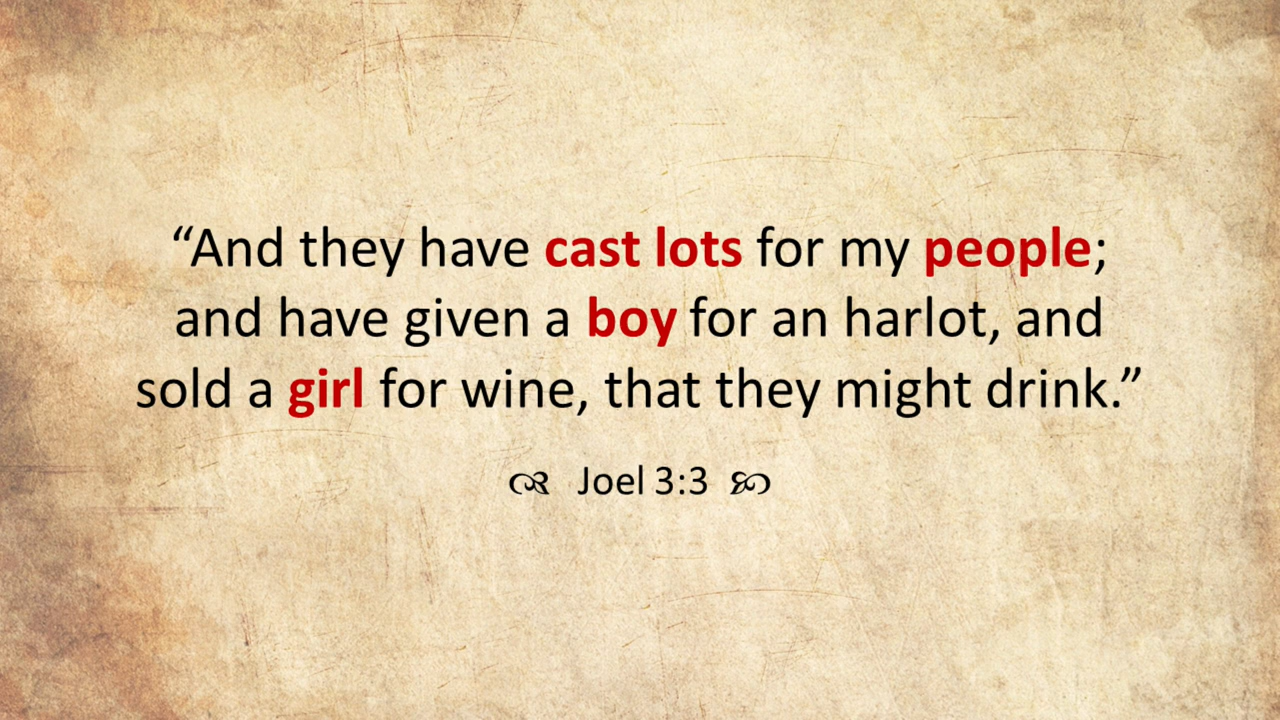 “And they have cast lots for my people;
and have given a boy for an harlot, and
sold a girl for wine, that they might drink.”
Joel 3:3